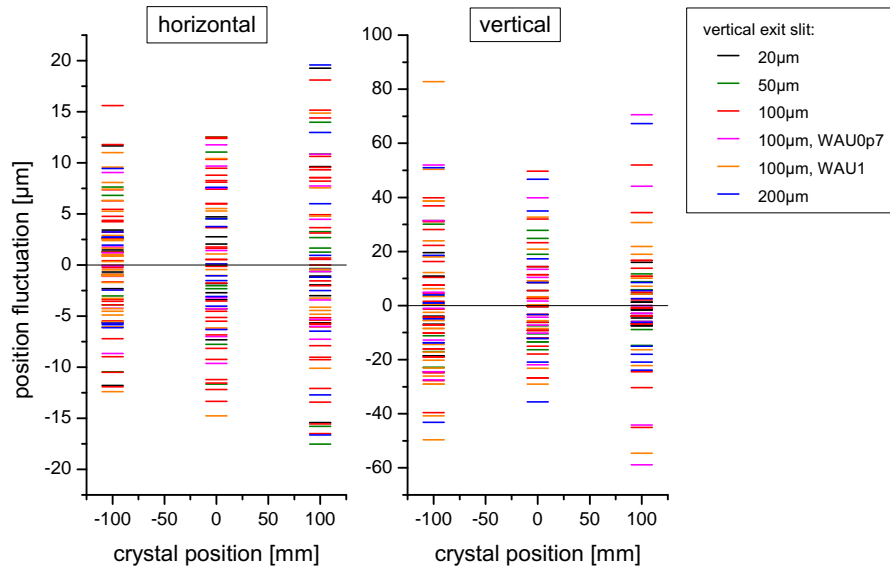 horizontal
vertical
vertical exit slit:
20µm
50µm
100µm
100µm, WAU0p7
100µm, WAU1
200µm
position fluctuation [µm]
20
15
10
5
0
-5
-10
-15
-20
-100 -50 0 50 100
crystal position [mm]
100
80
60
40
20
0
-20
-40
-60
-100 -50 0 50 100
-80
crystal position [mm]